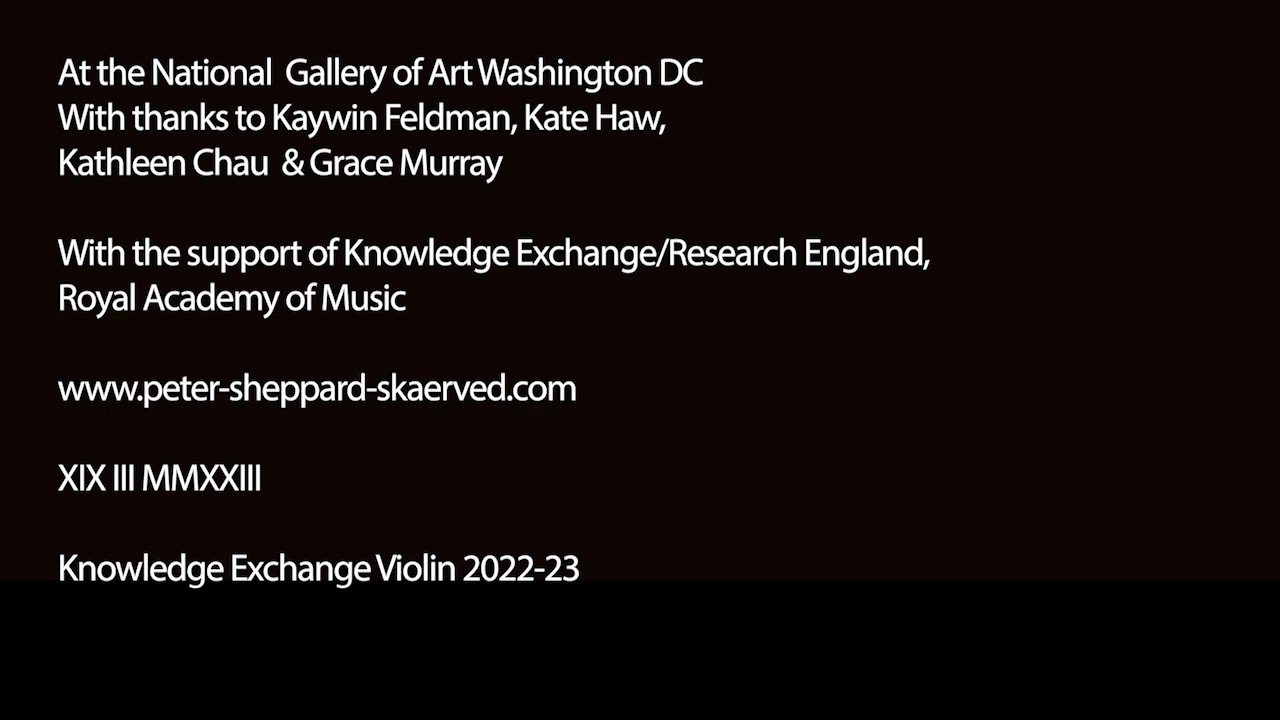 At the National Gallery of Art Washington DC
With thanks to Kaywin Feldman, Kate Haw,
Kathleen Chau & Grace Murray
With the support of Knowledge Exchange/Research England,
Royal Academy of Music
www.peter-sheppard-skaerved.com
XIX III MMXXIII
Knowledge Exchange Violin 2022-23